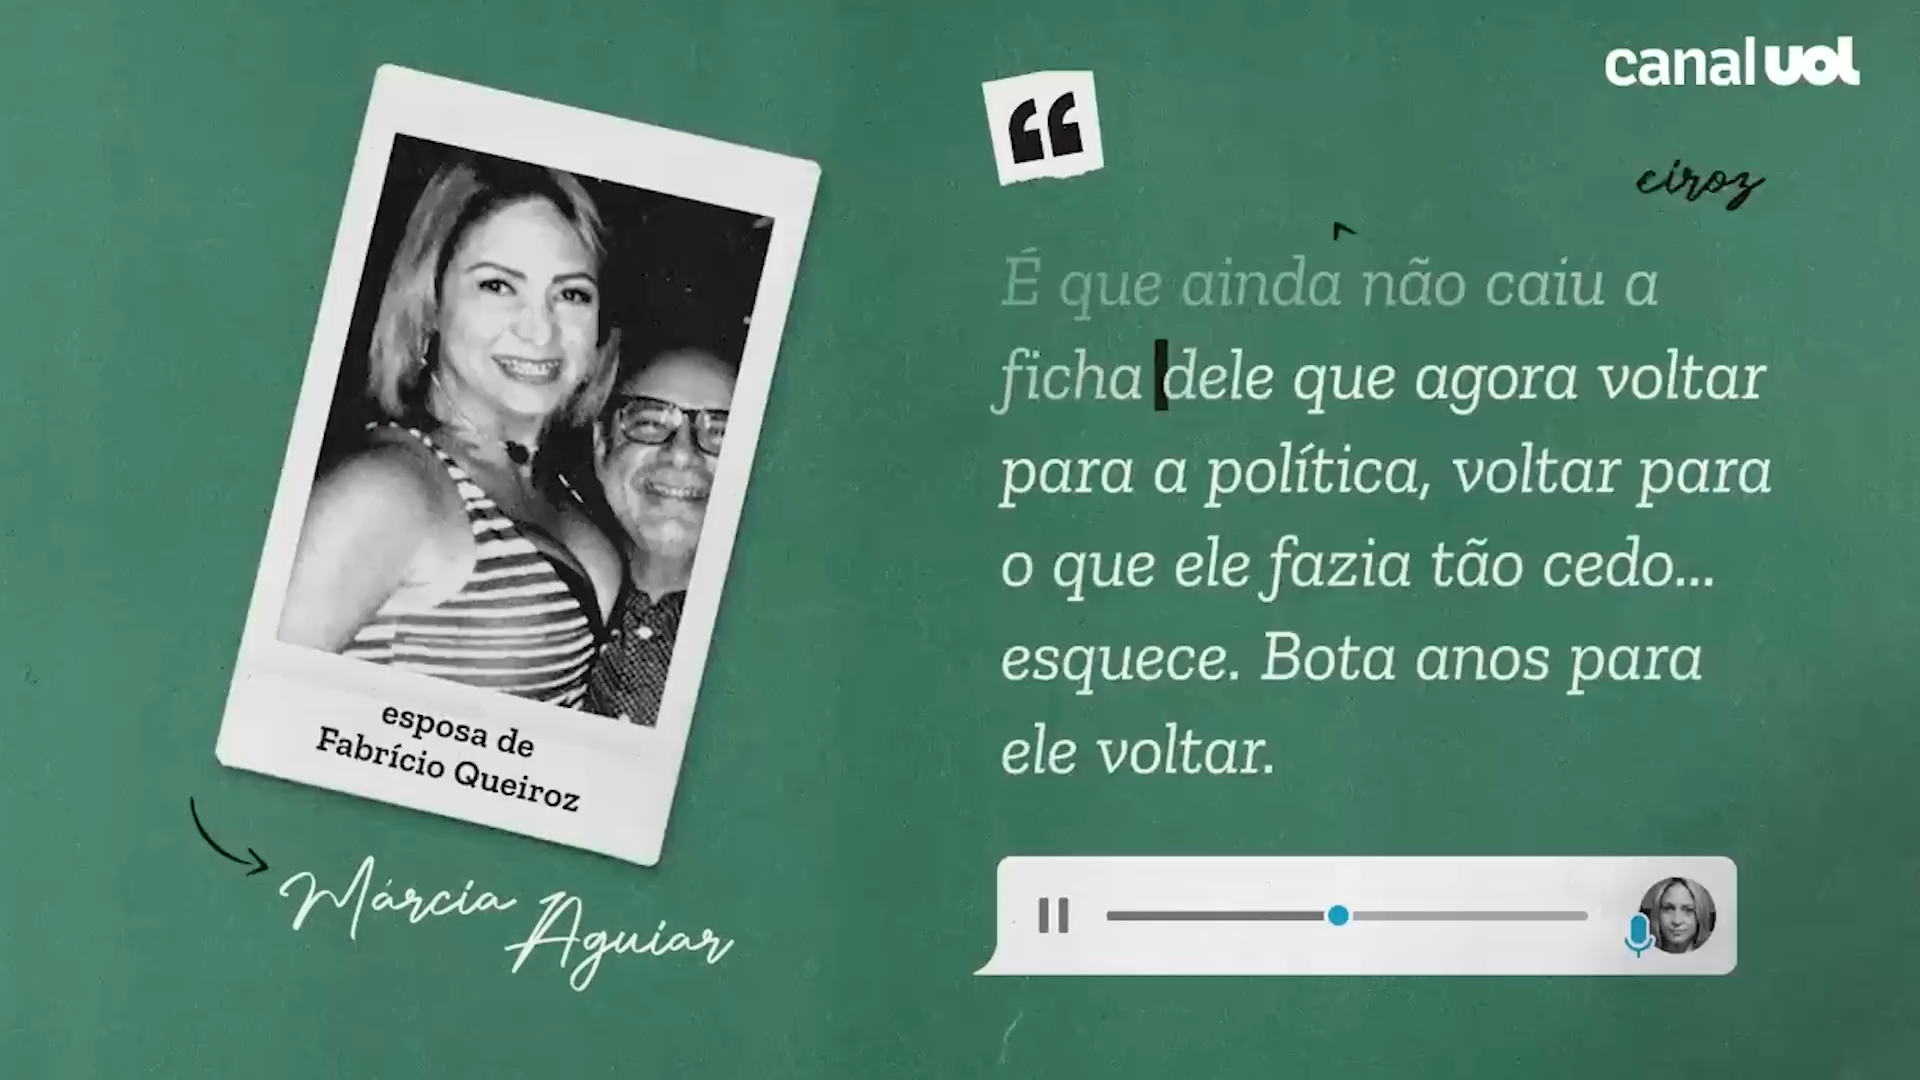 canal uol
eiroz
É que ainda não caiu a
ficha dele que agora voltar
para a política, voltar para
o que ele fazia tão cedo...
esquece. Bota anos para
ele voltar.
esposa de
Fabrício Queiroz
Márcia
Aguiar